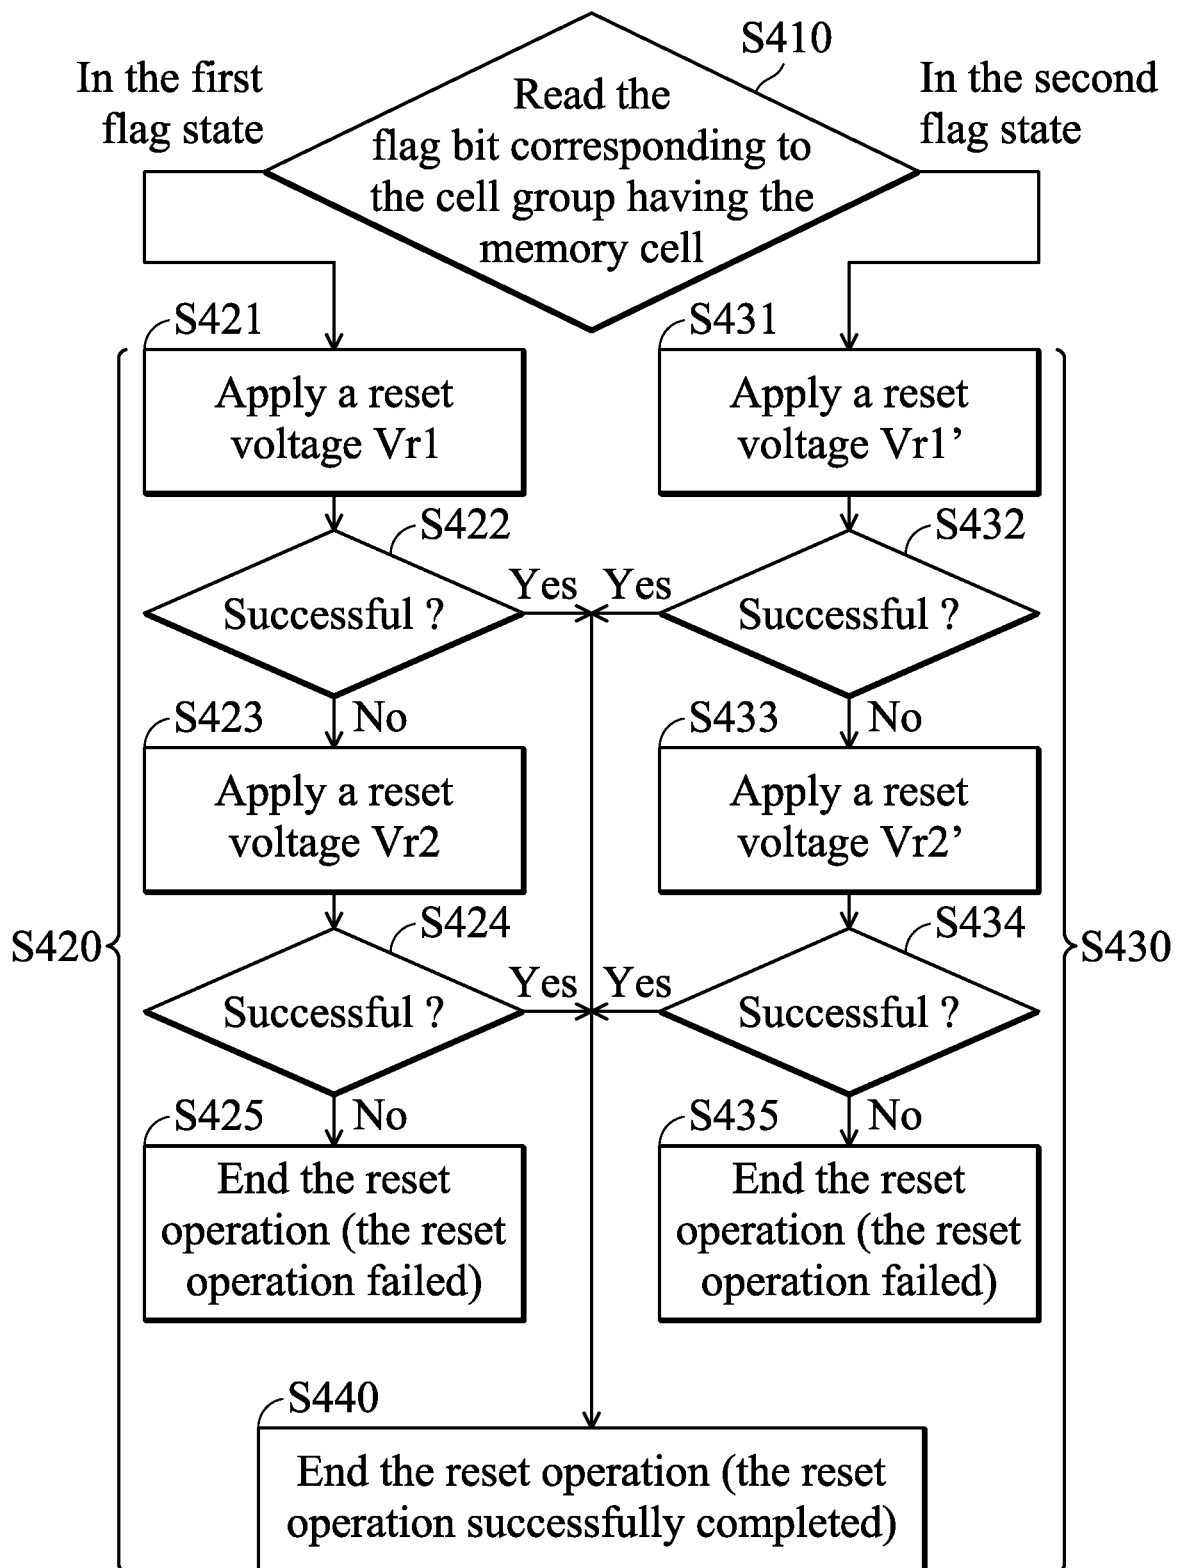 S410
In the first
flag state
Read the
flag bit corresponding to
the cell group having the
memory cell
In the second
flag state
S421
Apply a reset
voltage Vr1
S431
Apply a reset
voltage Vr1’
S422
Successful ?
Yes
Yes
S432
Successful ?
No
No
S423
Apply a reset
voltage Vr2
S433
Apply a reset
voltage Vr2’
S420
S424
Successful ?
Yes
Yes
S434
Successful ?
S430
No
No
S425
End the reset
operation (the reset
operation failed)
S435
End the reset
operation (the reset
operation failed)
S440
End the reset operation (the reset
operation successfully completed)